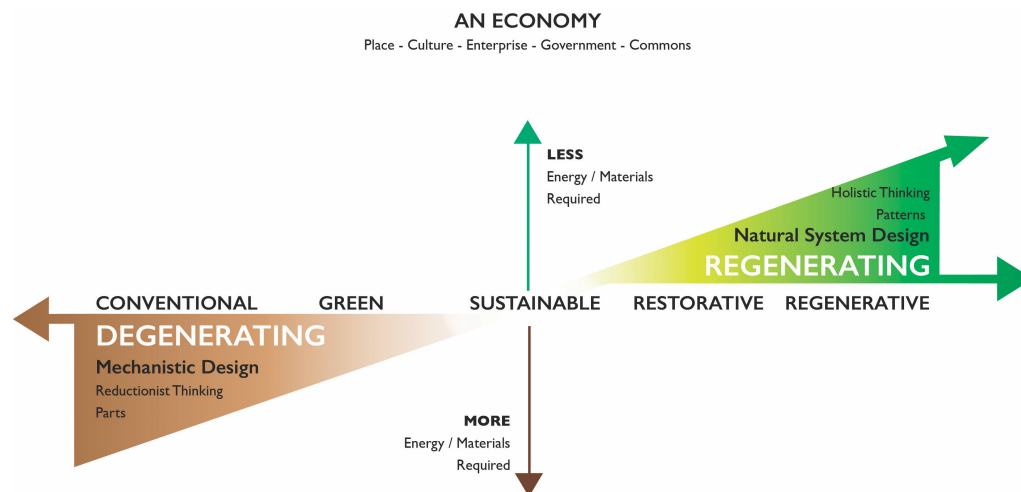 AN ECONOMY
Place - Culture - Enterprise - Government - Commons
LESS
Energy / Materials
Required
Holistic Thinking
Patterns
Natural System Design
REGENERATING
CONVENTIONAL GREEN SUSTAINABLE RESTORATIVE REGENERATIVE
DEGENERATING
Mechanistic Design
Reductionist Thinking
Parts
MORE
Energy / Materials
Required